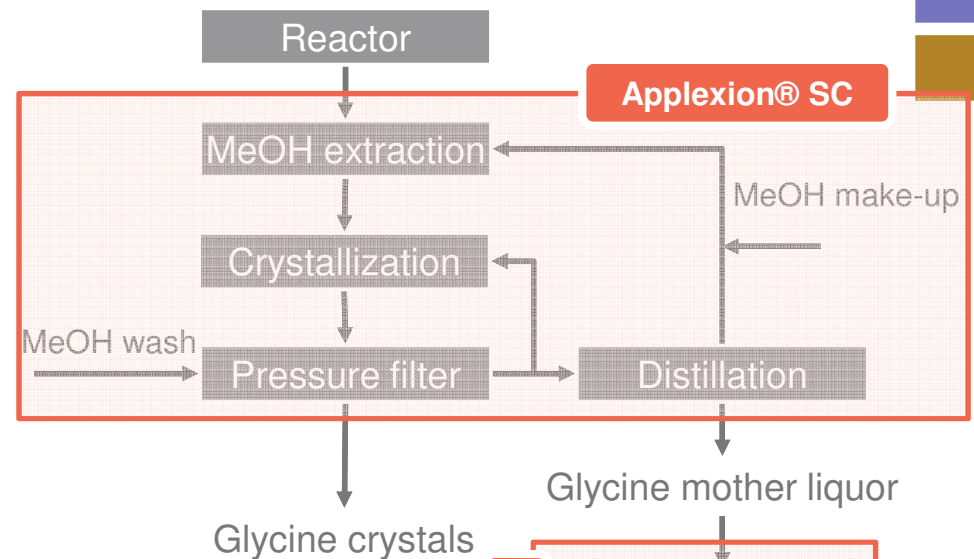 Reactor
Applexion® SC
MeOH extraction
MeOH make-up
Crystallization
MeOH wash
Pressure filter
Distillation
Glycine mother liquor
Glycine crystals